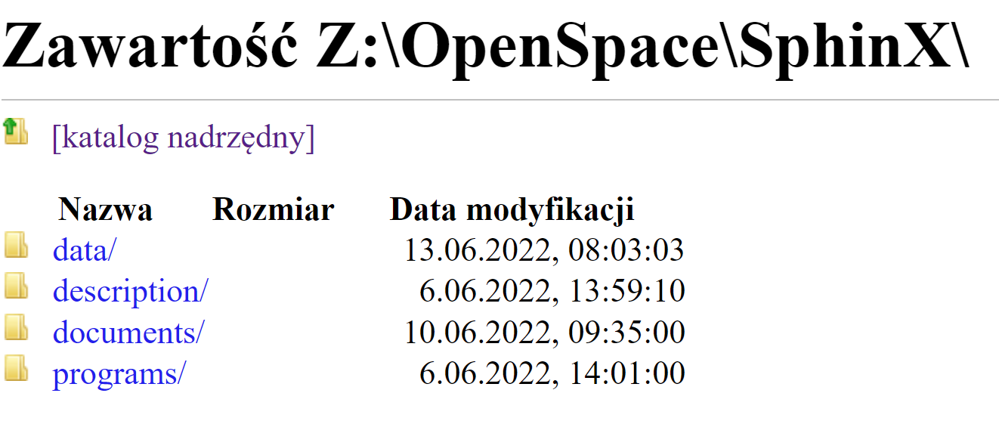 Zawartość Z:\OpenSpace\SphinX\
[katalog nadrzędny]
Nazwa Rozmiar Data modyfikacji
data/ 13.06.2022, 08:03:03
description/ 6.06.2022, 13:59:10
documents/ 10.06.2022, 09:35:00
programs/ 6.06.2022, 14:01:00